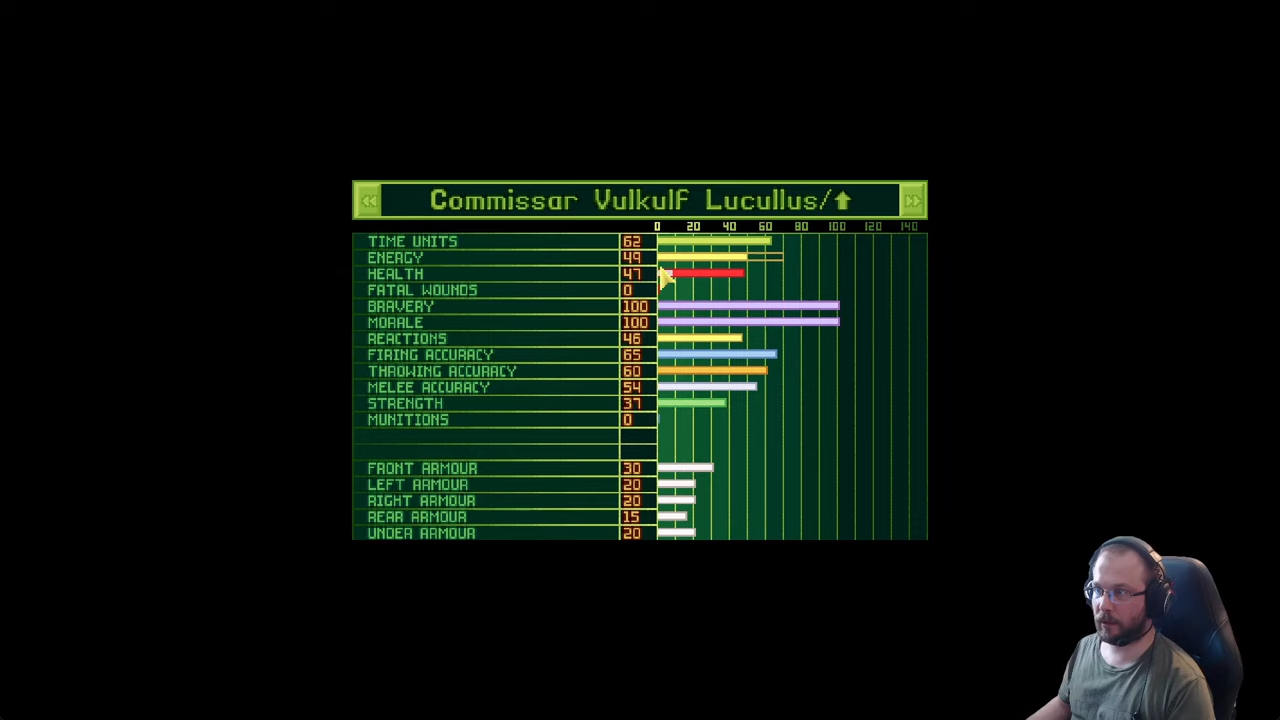 Commissar Vulkulf Lucullus/⬆
0 20 40 60 80 100 120 140
TIME UNITS 62
ENERGY 49
HEALTH 47
FATAL WOUNDS 0
BRAVERY 100
MORALE 100
REACTIONS 46
FIRING ACCURACY 65
THROWING ACCURACY 60
MELEE ACCURACY 54
STRENGTH 37
MUNITIONS 0
FRONT ARMOUR 30
LEFT ARMOUR 20
RIGHT ARMOUR 20
REAR ARMOUR 15
UNDER ARMOUR 20